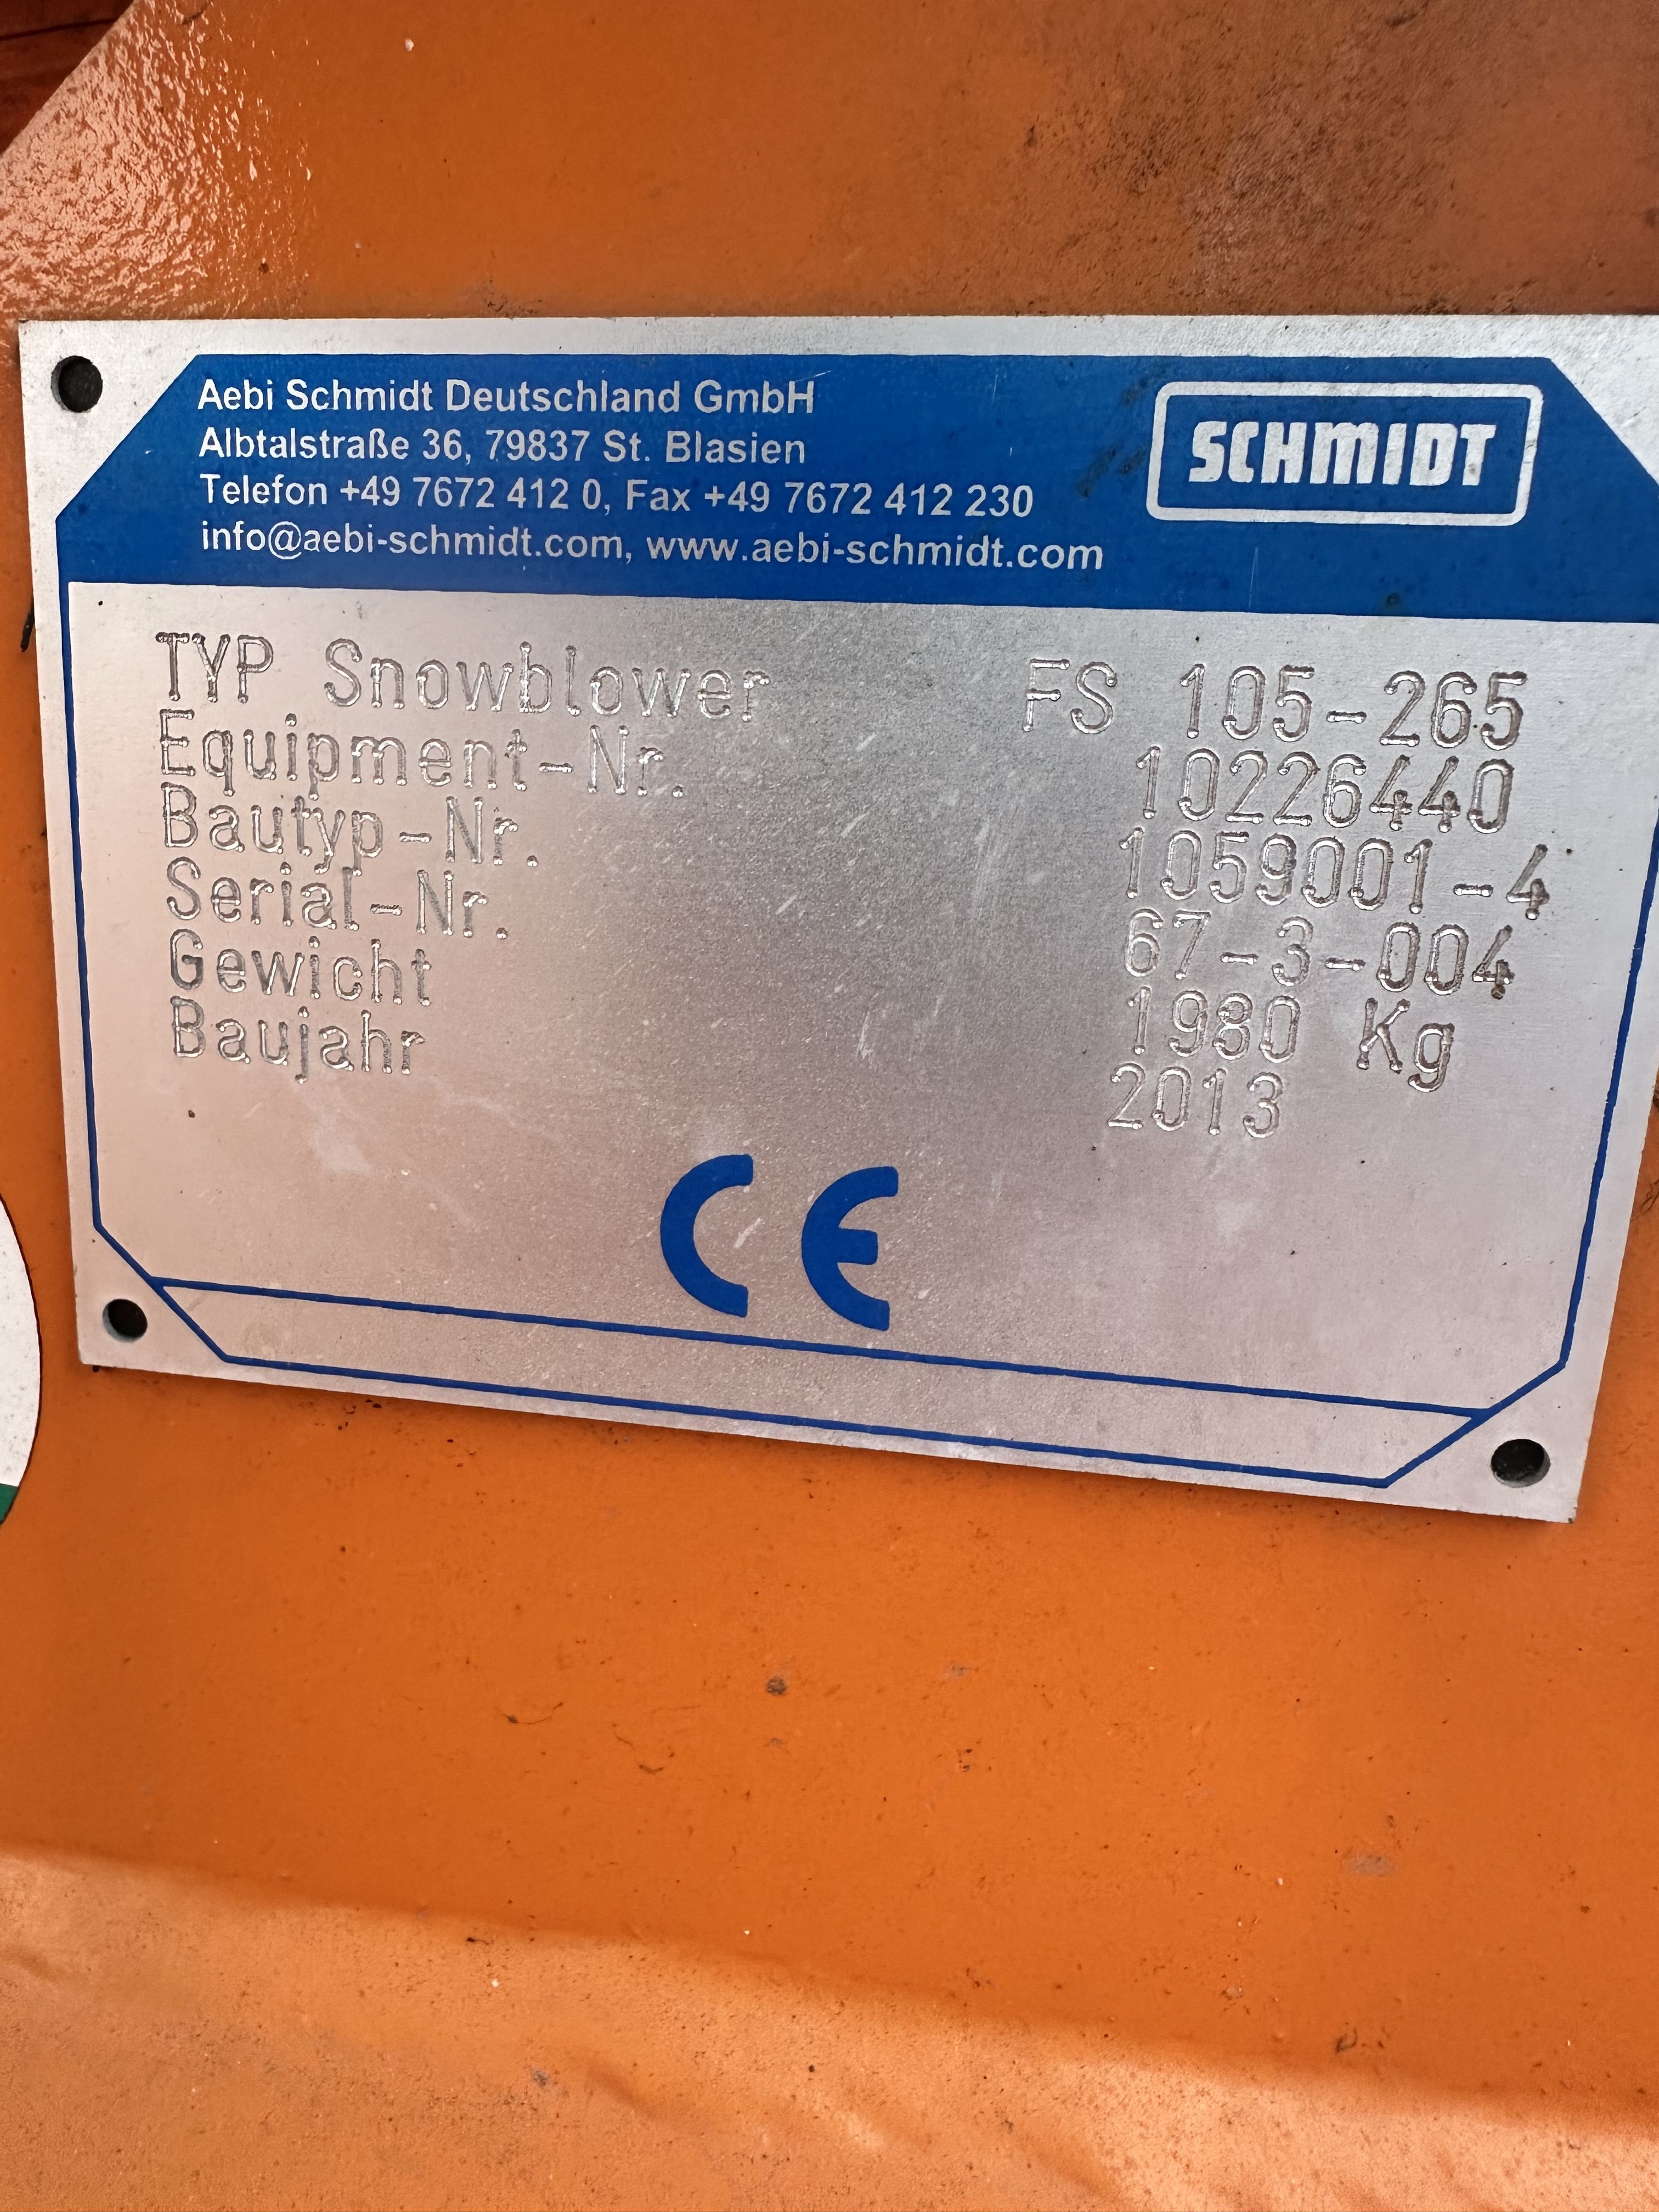 Aebi Schmidt Deutschland GmbH
Albtalstraße 36, 79837 St. Blasien
Telefon +49 7672 412 0, Fax +49 7672 412 230
info@aebi-schmidt.com, www.aebi-schmidt.com
SCHMIDT
TYP Snowblower FS 105-265
Equipment-Nr. 10226440
Bautyp-Nr. 1059001-4
Serial-Nr. 67-3-004
Gewicht 1980 Kg
Baujahr 2013
CE